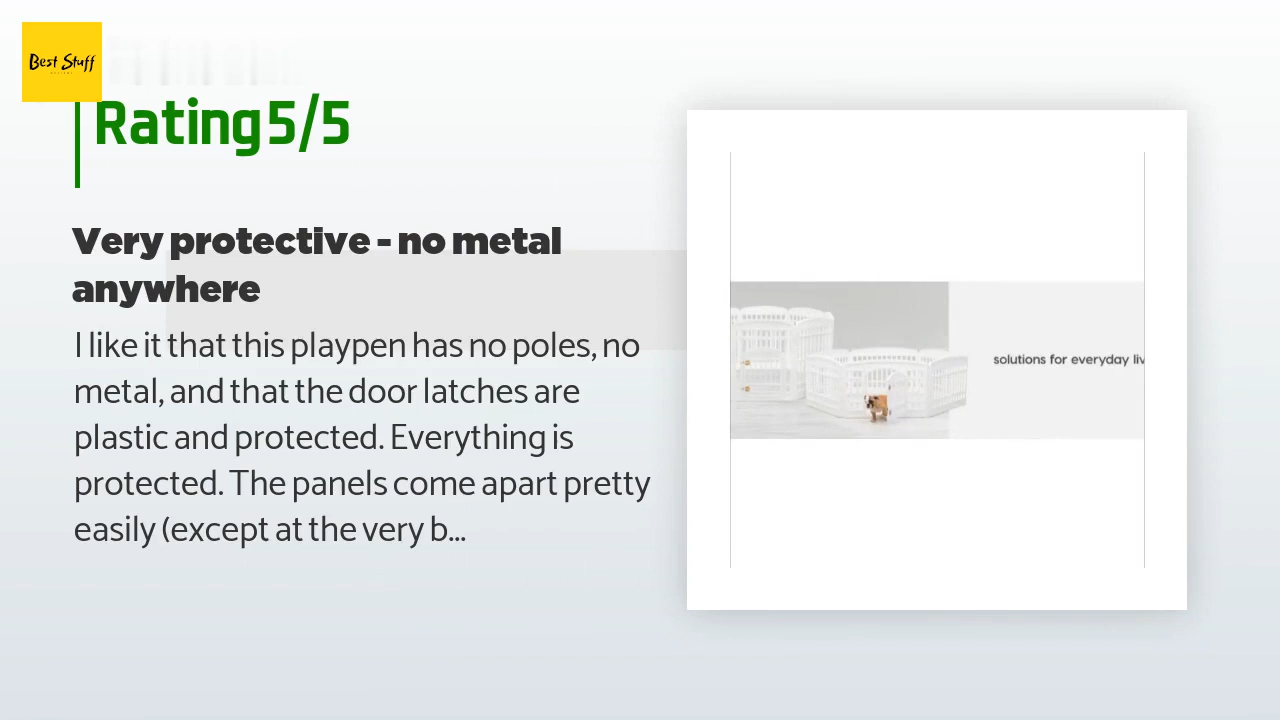 Best Stuff
Rating 5/5
Very protective - no metal
anywhere
I like it that this playpen has no poles, no
metal, and that the door latches are
plastic and protected. Everything is
protected. The panels come apart pretty
easily (except at the very b...
solutions for everyday liv